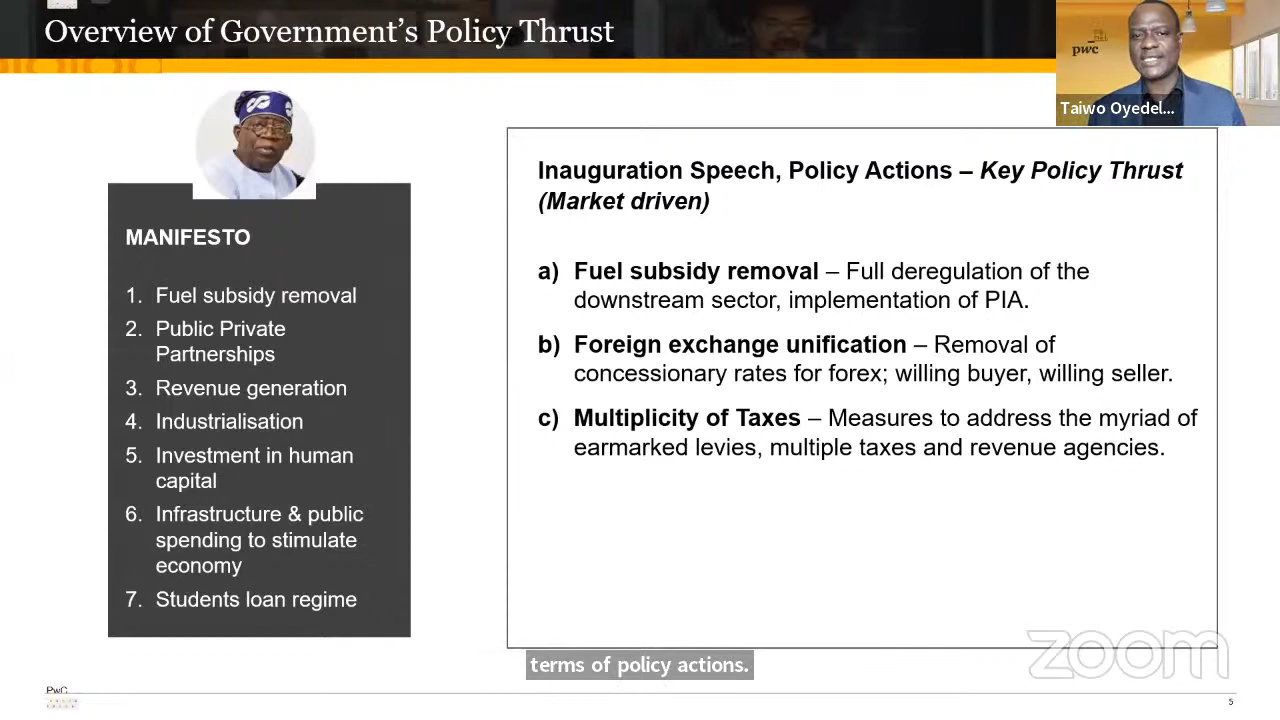 Overview of Government's Policy Thrust
pwc
Taiwo Oyedel...
MANIFESTO
1. Fuel subsidy removal
2. Public Private
Partnerships
3. Revenue generation
4. Industrialisation
5. Investment in human
capital
6. Infrastructure & public
spending to stimulate
economy
7. Students loan regime
Inauguration Speech, Policy Actions – Key Policy Thrust
(Market driven)
a) Fuel subsidy removal – Full deregulation of the
downstream sector, implementation of PIA.
b) Foreign exchange unification – Removal of
concessionary rates for forex; willing buyer, willing seller.
c) Multiplicity of Taxes – Measures to address the myriad of
earmarked levies, multiple taxes and revenue agencies.
zoom
terms of policy actions.
PwC
5